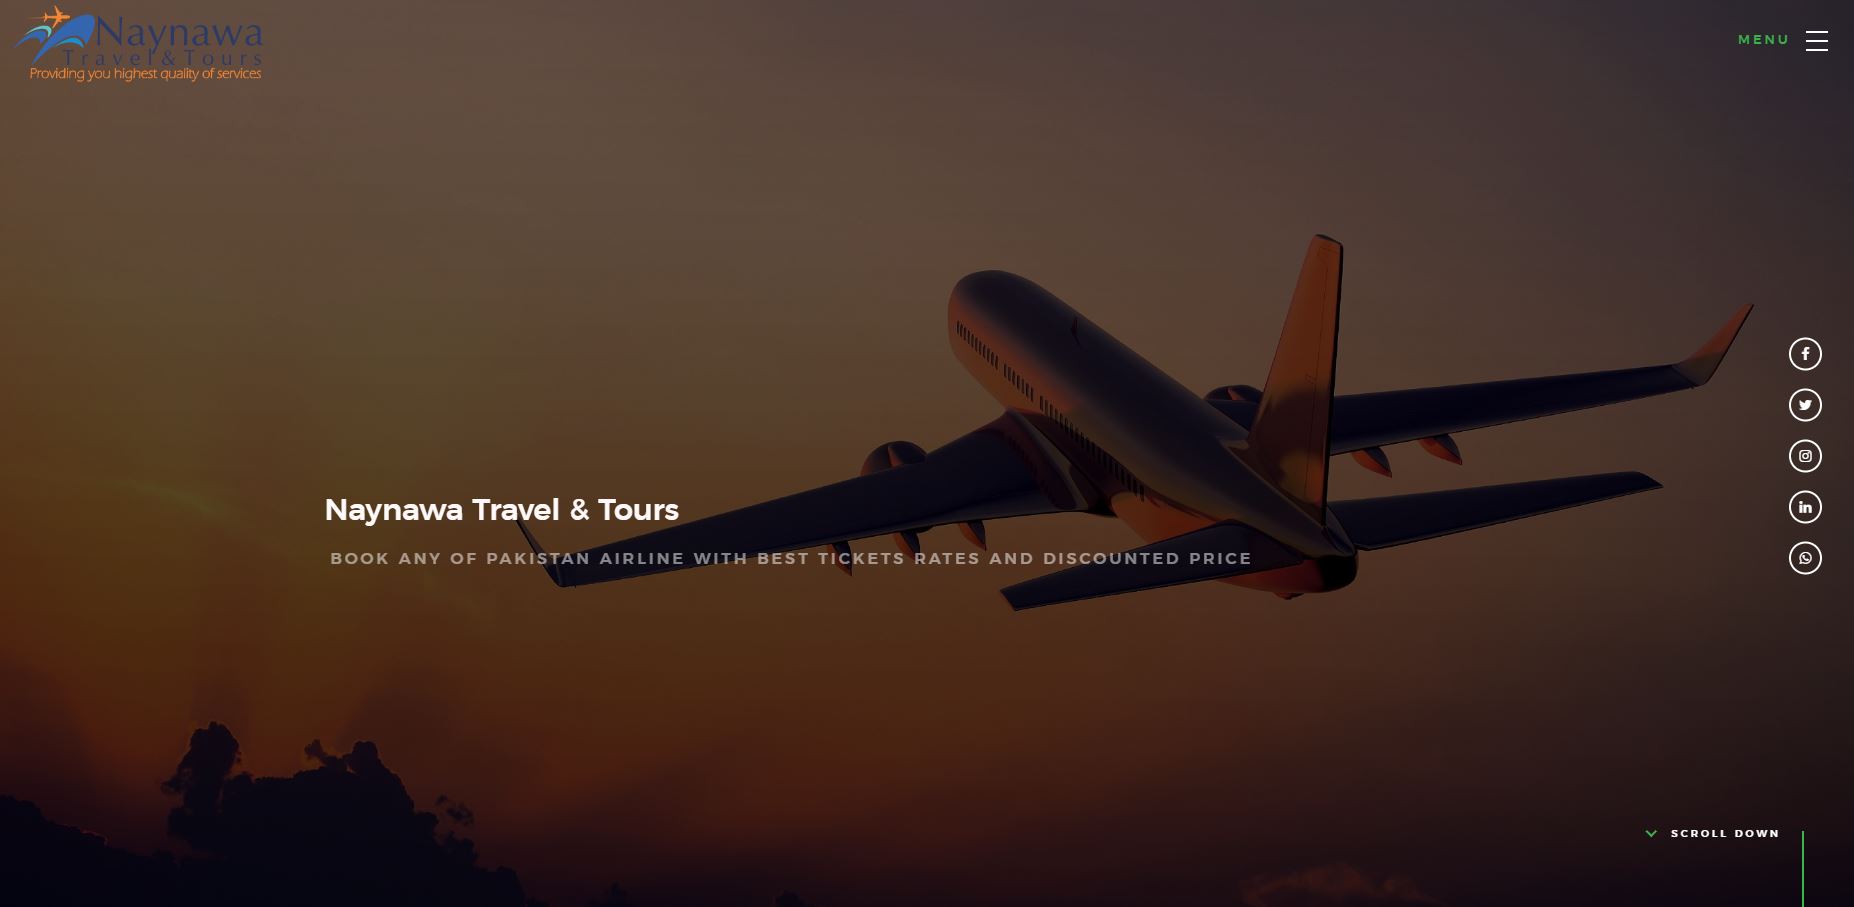 Naynawa
Travel & Tours
Providing you highest quality of services
MENU
Naynawa Travel & Tours
BOOK ANY OF PAKISTAN AIRLINE WITH BEST TICKETS RATES AND DISCOUNTED PRICE
SCROLL DOWN